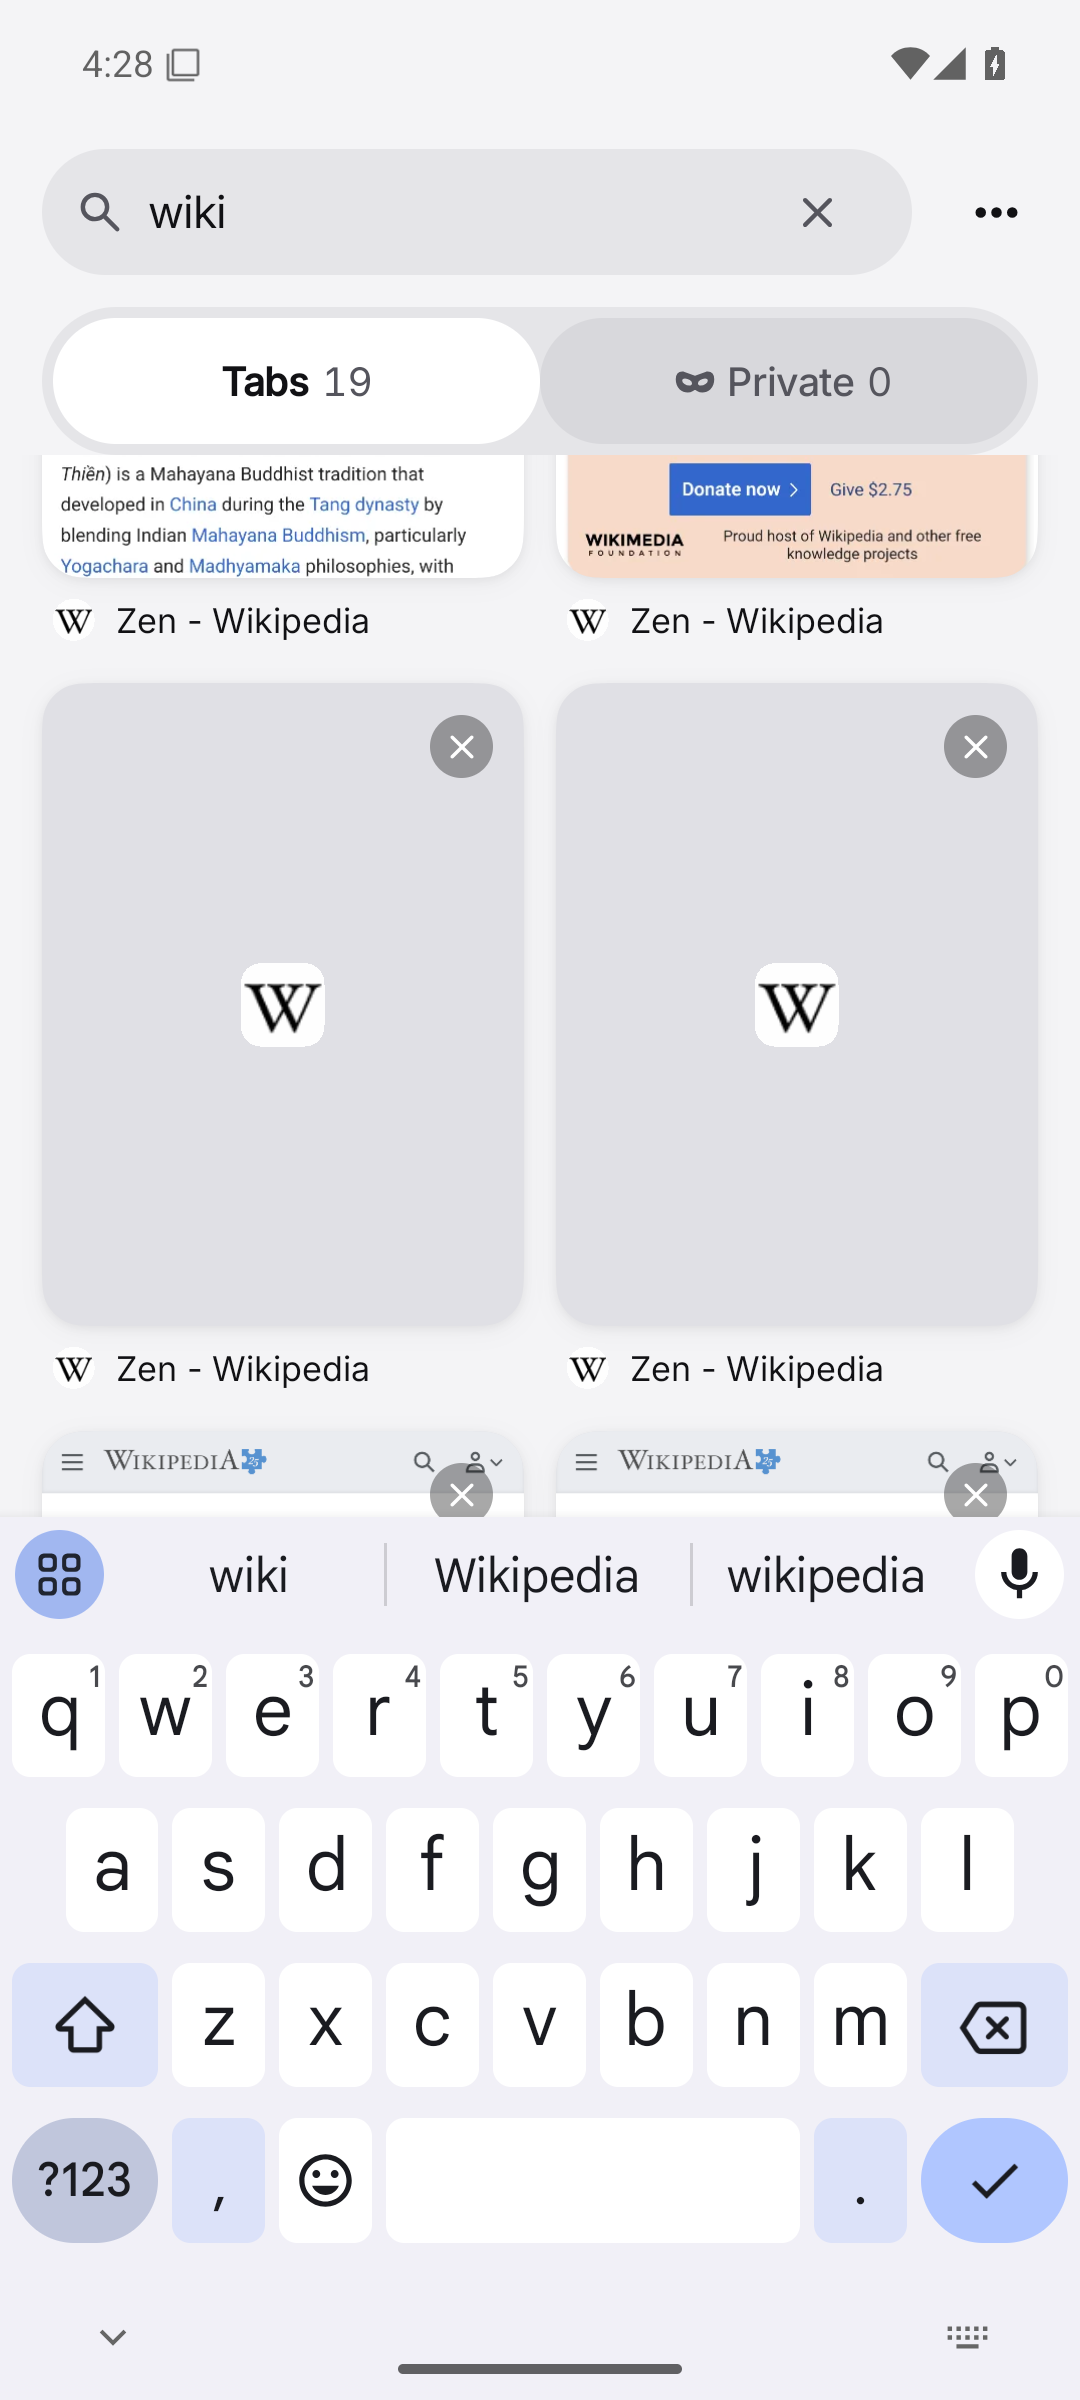 4:28
wiki
Tabs 19
Private 0
Thiền) is a Mahayana Buddhist tradition that
developed in China during the Tang dynasty by
blending Indian Mahayana Buddhism, particularly
Yogachara and Madhyamaka philosophies, with
Donate now
Give $2.75
WIKIMEDIA
FOUNDATION
Proud host of Wikipedia and other free
knowledge projects
W Zen - Wikipedia
W Zen - Wikipedia
W
W
W Zen - Wikipedia
W Zen - Wikipedia
WIKIPEDIA 25
WIKIPEDIA 25
wiki
Wikipedia
wikipedia
q 1 w 2 e 3 r 4 t 5 y 6 u 7 i 8 o 9 p 0
a s d f g h j k l
z x c v b n m
?123 , .